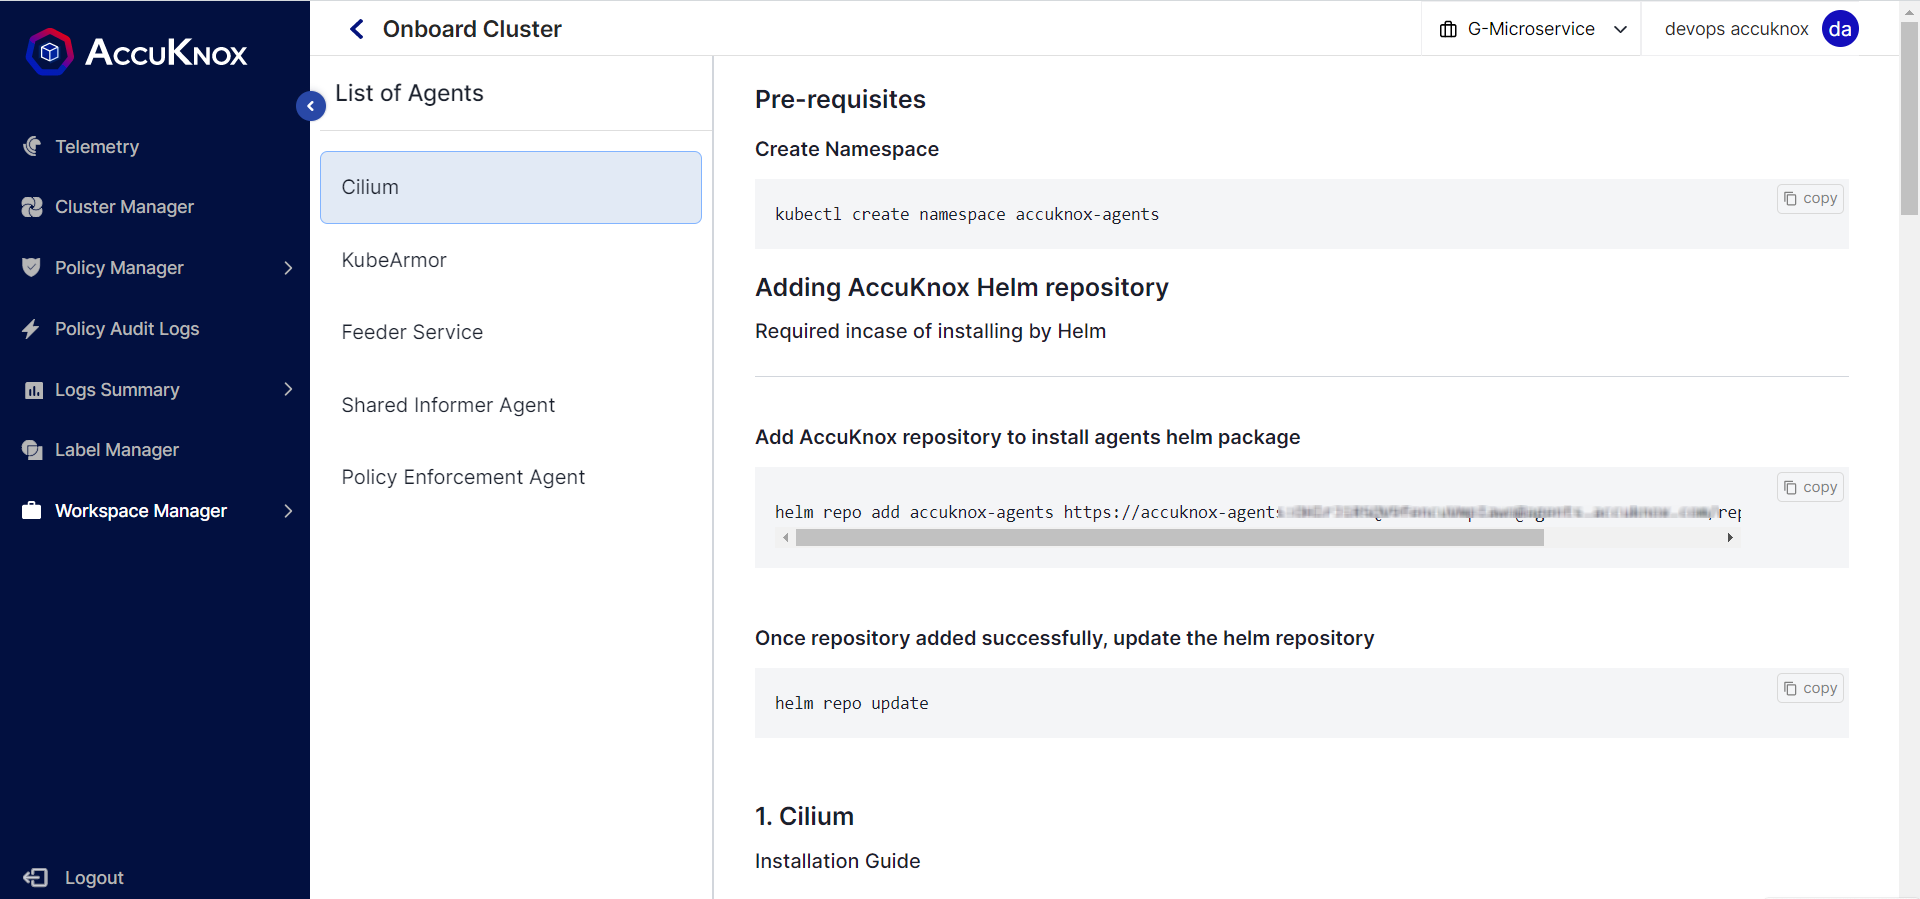 ACCUKNOX
Telemetry
Cluster Manager
Policy Manager
Policy Audit Logs
Logs Summary
Label Manager
Workspace Manager
Logout
Onboard Cluster
G-Microservice
devops accuknox
da
List of Agents
Cilium
KubeArmor
Feeder Service
Shared Informer Agent
Policy Enforcement Agent
Pre-requisites
Create Namespace
copy
kubectl create namespace accuknox-agents
Adding AccuKnox Helm repository
Required incase of installing by Helm
Add AccuKnox repository to install agents helm package
copy
helm repo add accuknox-agents https://accuknox-agents
Once repository added successfully, update the helm repository
copy
helm repo update
1. Cilium
Installation Guide